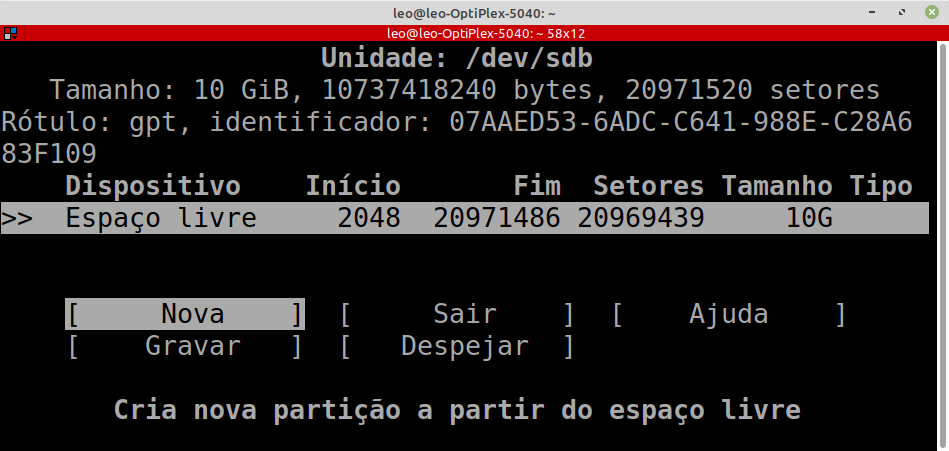 leo@leo-OptiPlex-5040: ~
leo@leo-OptiPlex-5040: ~ 58x12
Unidade: /dev/sdb
Tamanho: 10 GiB, 10737418240 bytes, 20971520 setores
Rótulo: gpt, identificador: 07AAED53-6ADC-C641-988E-C28A6
83F109
Dispositivo Início Fim Setores Tamanho Tipo
>> Espaço livre 2048 20971486 20969439 10G
[ Nova ] [ Sair ] [ Ajuda ]
[ Gravar ] [ Despejar ]
Cria nova partição a partir do espaço livre